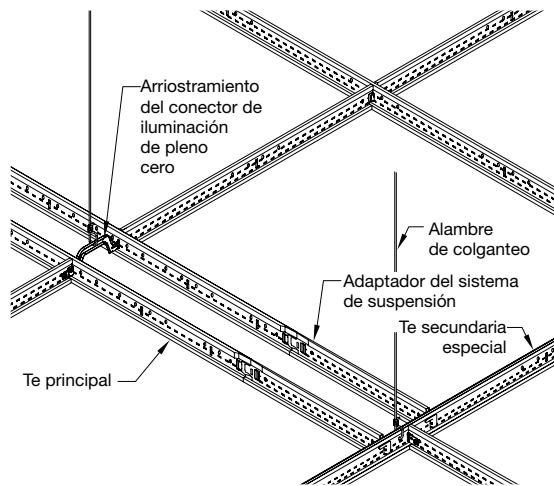 Arriostramiento
del conector de
iluminación
de pleno
cero
Alambre
de colganteo
Adaptador del sistema
de suspensión
Te secundaria
especial
Te principal